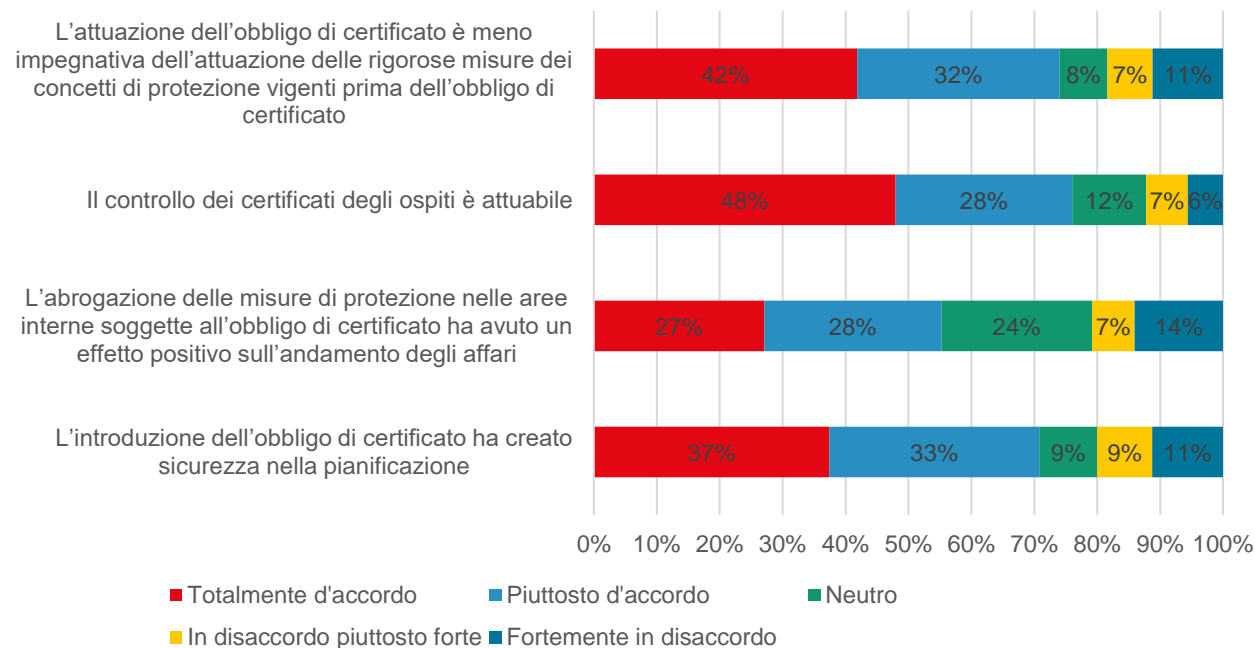 L'attuazione dell'obbligo di certificato è meno
impegnativa dell'attuazione delle rigorose misure dei
concetti di protezione vigenti prima dell'obbligo di
certificato
42% 32% 8% 7% 11%
Il controllo dei certificati degli ospiti è attuabile
48% 28% 12% 7% 6%
L'abrogazione delle misure di protezione nelle aree
interne soggette all'obbligo di certificato ha avuto un
effetto positivo sull'andamento degli affari
27% 28% 24% 7% 14%
L'introduzione dell'obbligo di certificato ha creato
sicurezza nella pianificazione
37% 33% 9% 9% 11%
0% 10% 20% 30% 40% 50% 60% 70% 80% 90% 100%
Totalmente d'accordo Piuttosto d'accordo Neutro
In disaccordo piuttosto forte Fortemente in disaccordo